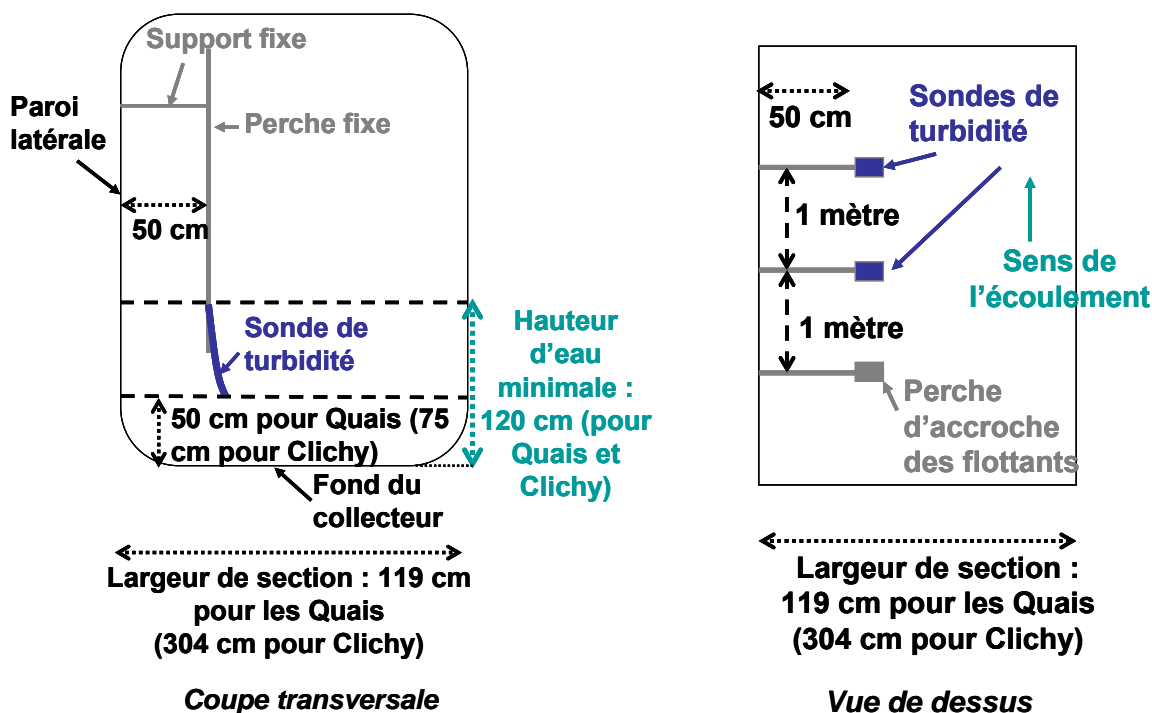 Support fixe
Paroi
latérale
Perche fixe
50 cm
Sonde de
turbidité
Hauteur
d'eau
minimale :
120 cm (pour
Quais et
Clichy)
50 cm pour Quais (75
cm pour Clichy)
Fond du
collecteur
Largeur de section : 119 cm
pour les Quais
(304 cm pour Clichy)
Coupe transversale
50 cm
Sondes de
turbidité
1 mètre
Sens de
l'écoulement
1 mètre
Perche
d'accroche
des flottants
Largeur de section :
119 cm pour les Quais
(304 cm pour Clichy)
Vue de dessus